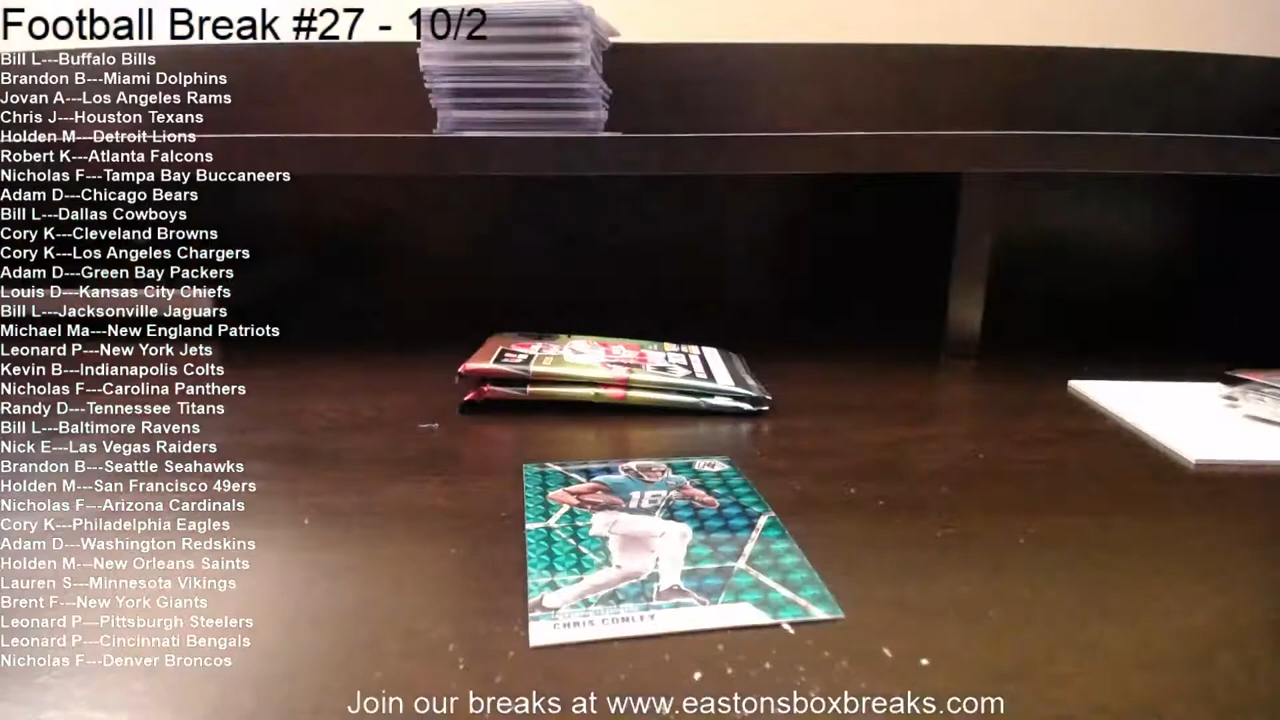 Football Break #27 - 10/2
Bill L---Buffalo Bills
Brandon B---Miami Dolphins
Jovan A---Los Angeles Rams
Chris J---Houston Texans
Holden M---Detroit Lions
Robert K---Atlanta Falcons
Nicholas F---Tampa Bay Buccaneers
Adam D---Chicago Bears
Bill L---Dallas Cowboys
Cory K---Cleveland Browns
Cory K---Los Angeles Chargers
Adam D---Green Bay Packers
Louis D---Kansas City Chiefs
Bill L---Jacksonville Jaguars
Michael Ma---New England Patriots
Leonard P---New York Jets
Kevin B---Indianapolis Colts
Nicholas F---Carolina Panthers
Randy D---Tennessee Titans
Bill L---Baltimore Ravens
Nick E---Las Vegas Raiders
Brandon B---Seattle Seahawks
Holden M---San Francisco 49ers
Nicholas F---Arizona Cardinals
Cory K---Philadelphia Eagles
Adam D---Washington Redskins
Holden M---New Orleans Saints
Lauren S---Minnesota Vikings
Brent F---New York Giants
Leonard P---Pittsburgh Steelers
Leonard P---Cincinnati Bengals
Nicholas F---Denver Broncos
18
CHRIS CONLEY
Join our breaks at www.eastonsboxbreaks.com